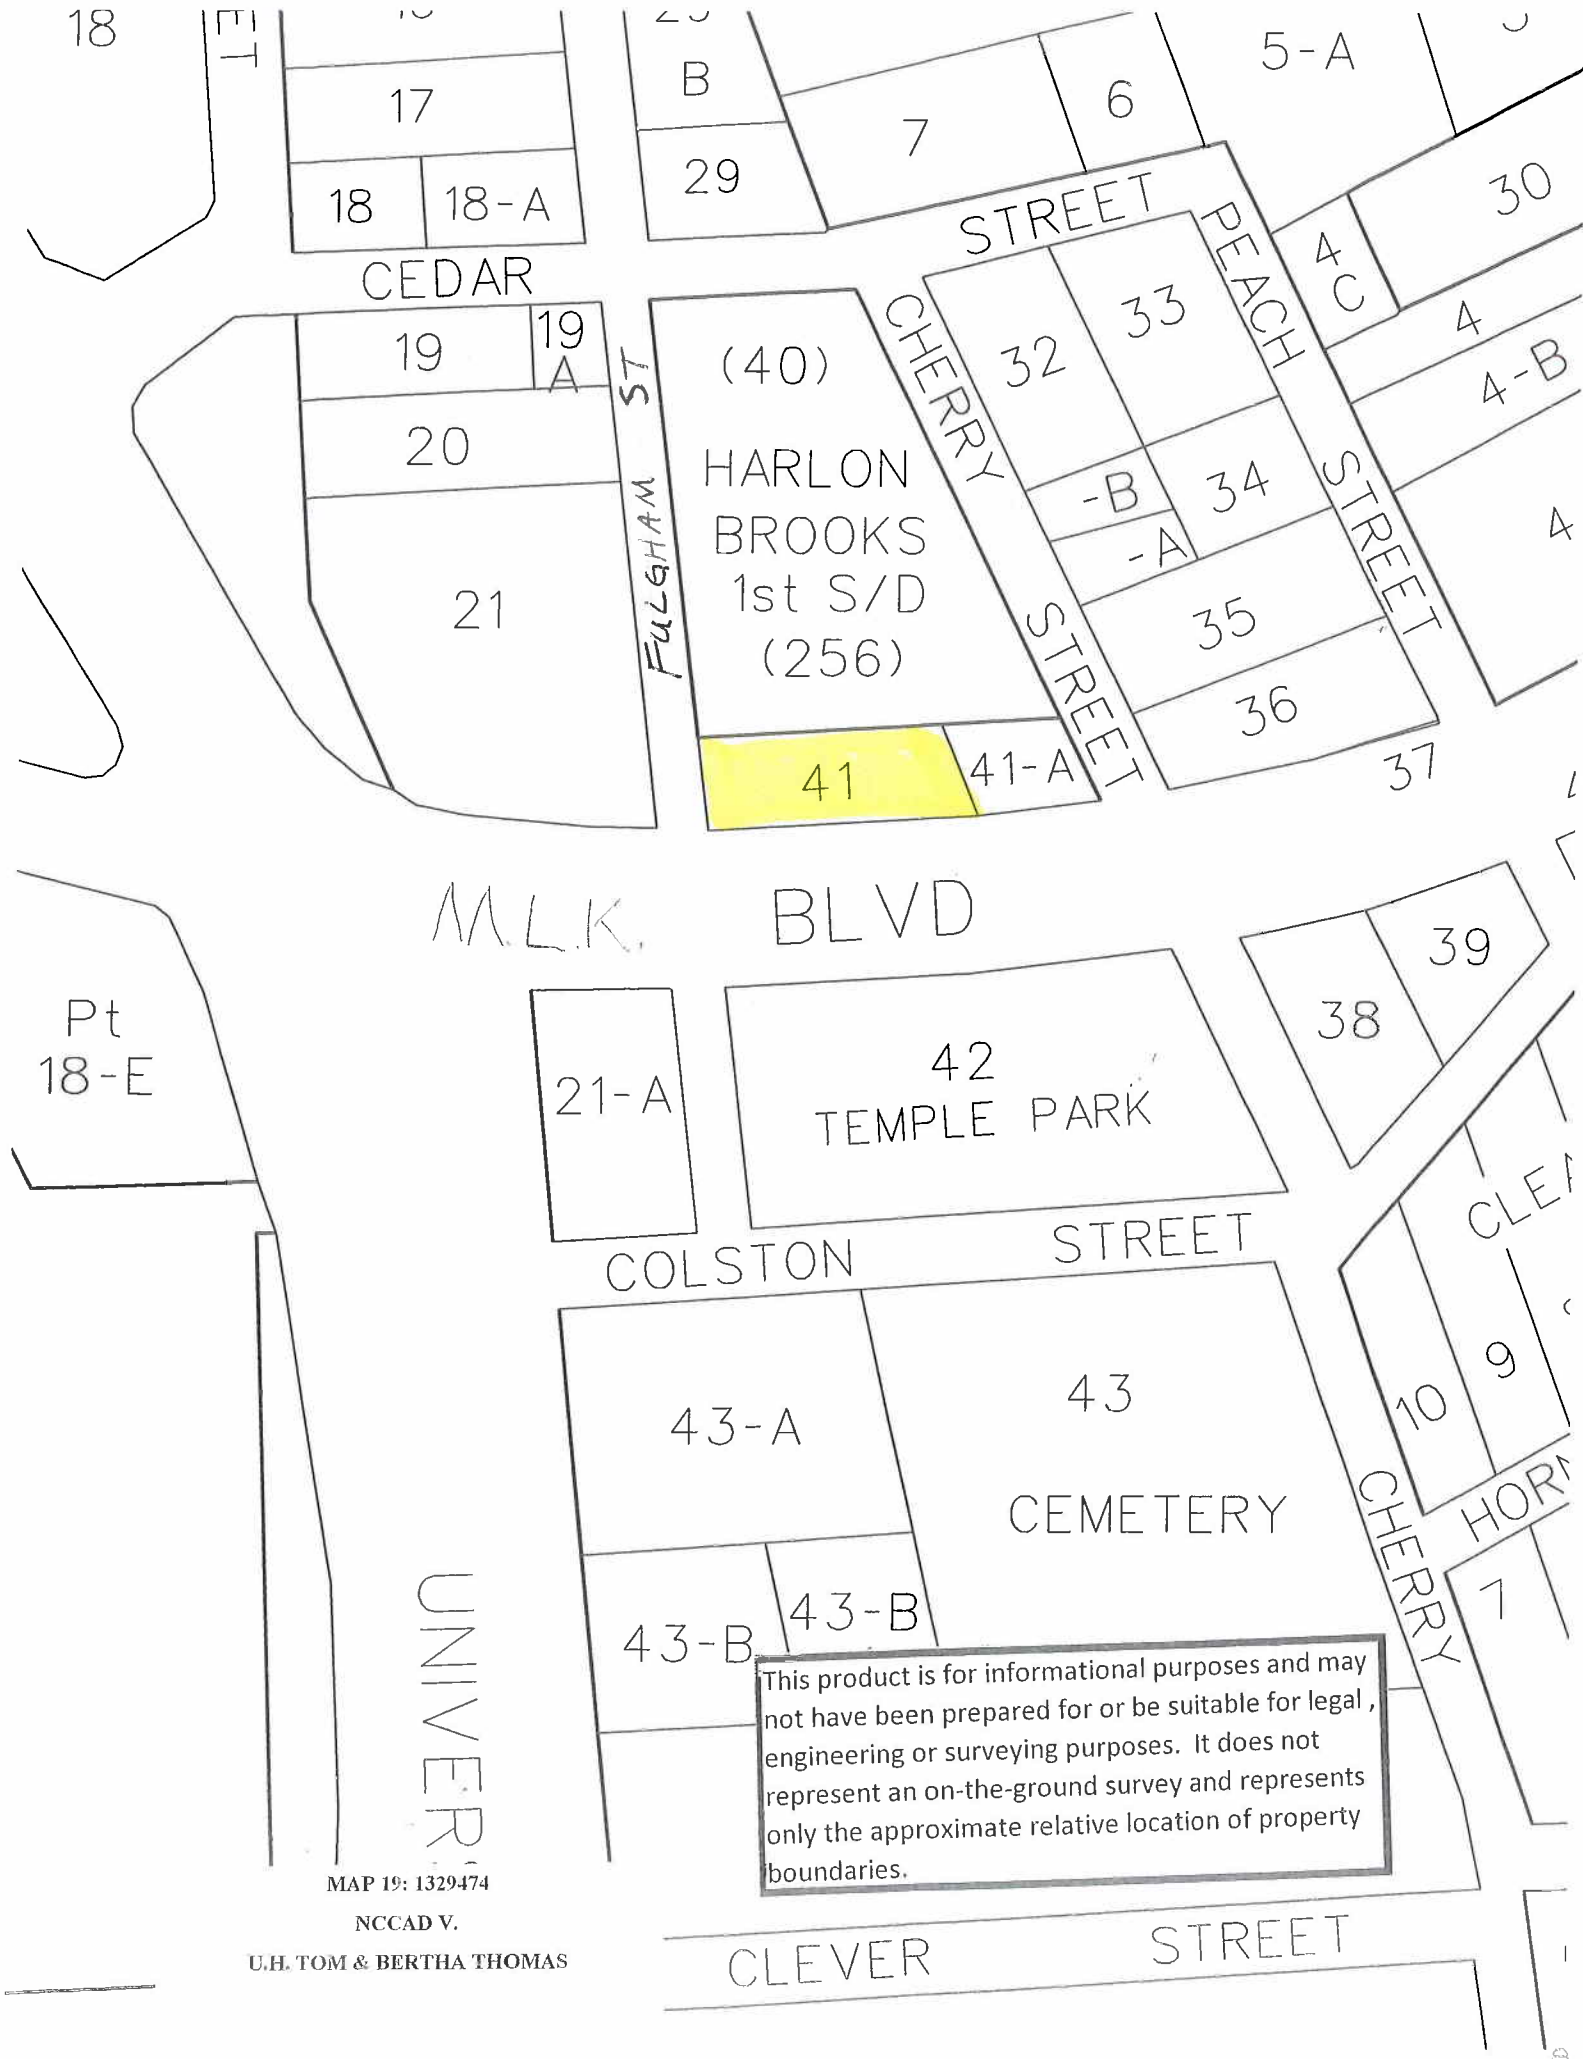 18
17
B
5-A
6
7
29
18
18-A
30
STREET
PEACH
STREET
CEDAR
4
C
4
4-B
19
19
A
FULGHAM ST
(40)
HARLON
BROOKS
1st S/D
(256)
CHERRY
STREET
32
33
20
-B
-A
34
4
21
35
36
37
41
41-A
M.L.K. BLVD
39
38
Pt
18-E
21-A
42
TEMPLE PARK
COLSTON STREET
43-A
43
CEMETERY
10
9
CHERRY
7
43-B
43-B
This product is for informational purposes and may
not have been prepared for or be suitable for legal,
engineering or surveying purposes. It does not
represent an on-the-ground survey and represents
only the approximate relative location of property
boundaries.
MAP 19: 1329474
NCCAD V.
U.H. TOM & BERTHA THOMAS
CLEVER STREET